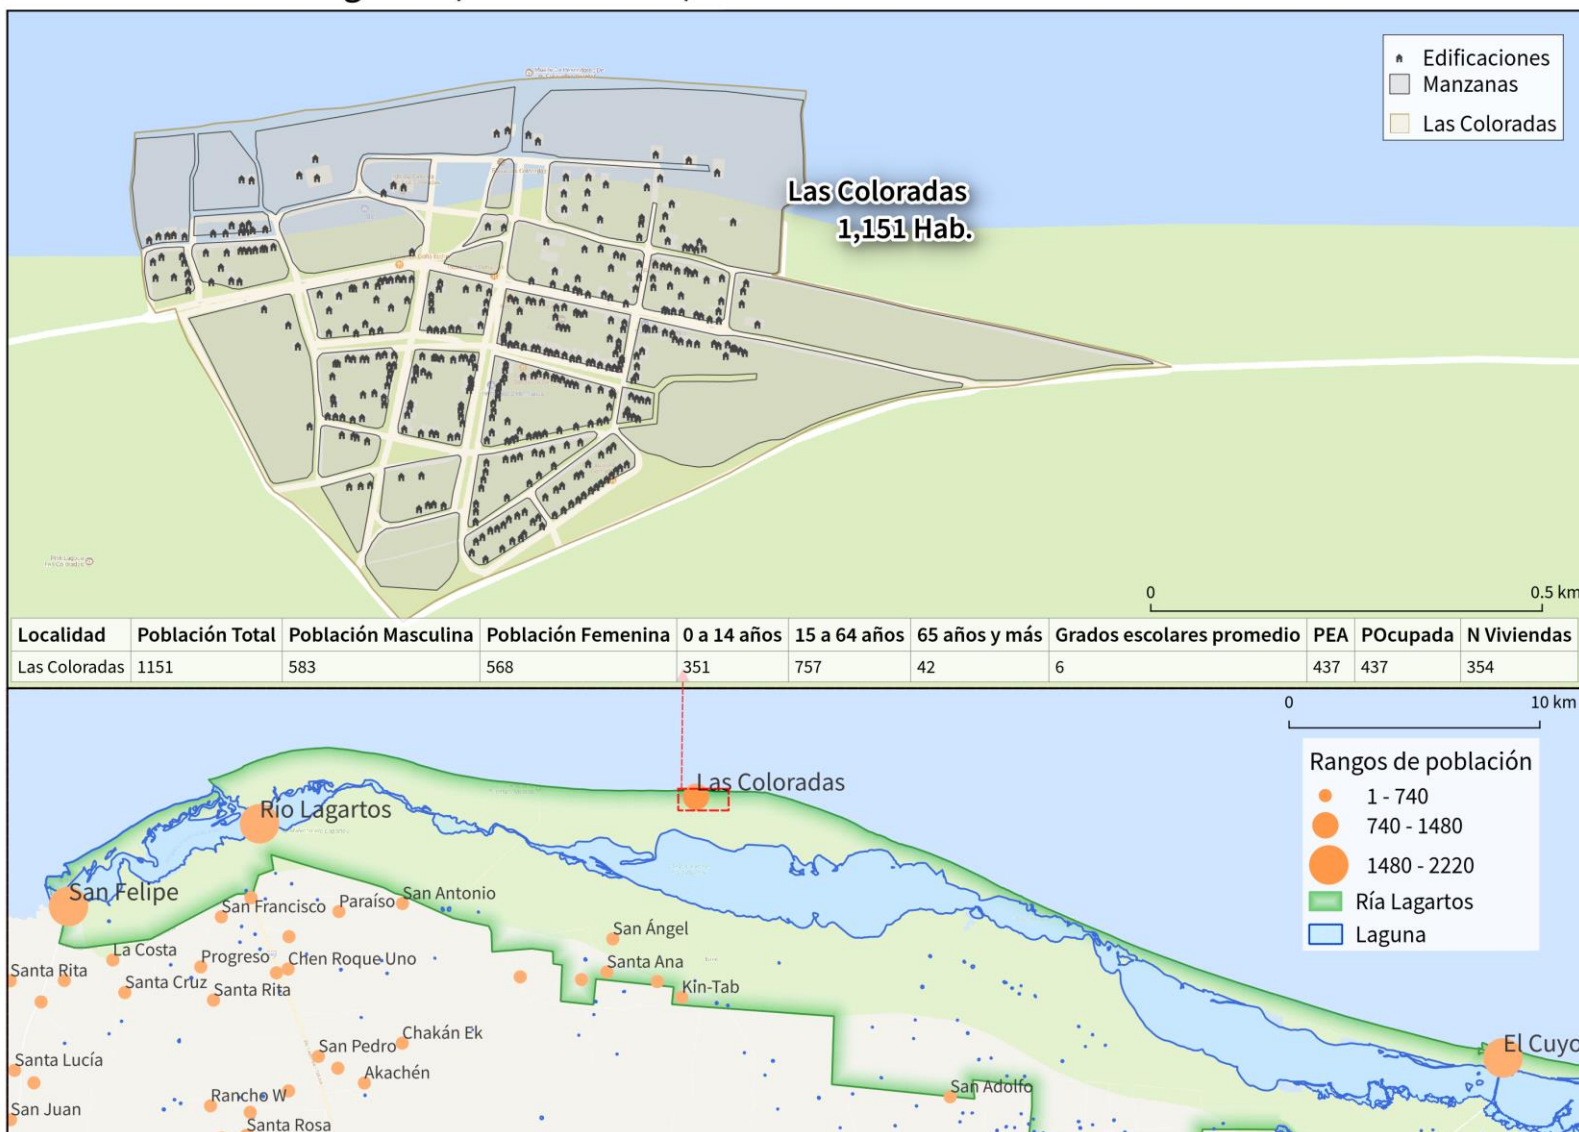 Edificaciones
Manzanas
Las Coloradas
Las Coloradas
1,151 Hab.
0 0.5 km
Localidad Población Total Población Masculina Población Femenina 0 a 14 años 15 a 64 años 65 años y más Grados escolares promedio PEA POcupada N Viviendas
Las Coloradas 1151 583 568 351 757 42 6 437 437 354
0 10 km
Rangos de población
1 - 740
740 - 1480
1480 - 2220
Ría Lagartos
Laguna
Las Coloradas
Río Lagartos
San Felipe
San Francisco
Paraíso
San Antonio
San Ángel
La Costa
Progreso
Chen Roque Uno
Santa Ana
Santa Rita
Santa Cruz
Santa Rita
Kin-Tab
Chakán Ek
San Pedro
El Cuyo
Santa Lucía
Akachén
San Adolfo
Rancho W
San Juan
Santa Rosa